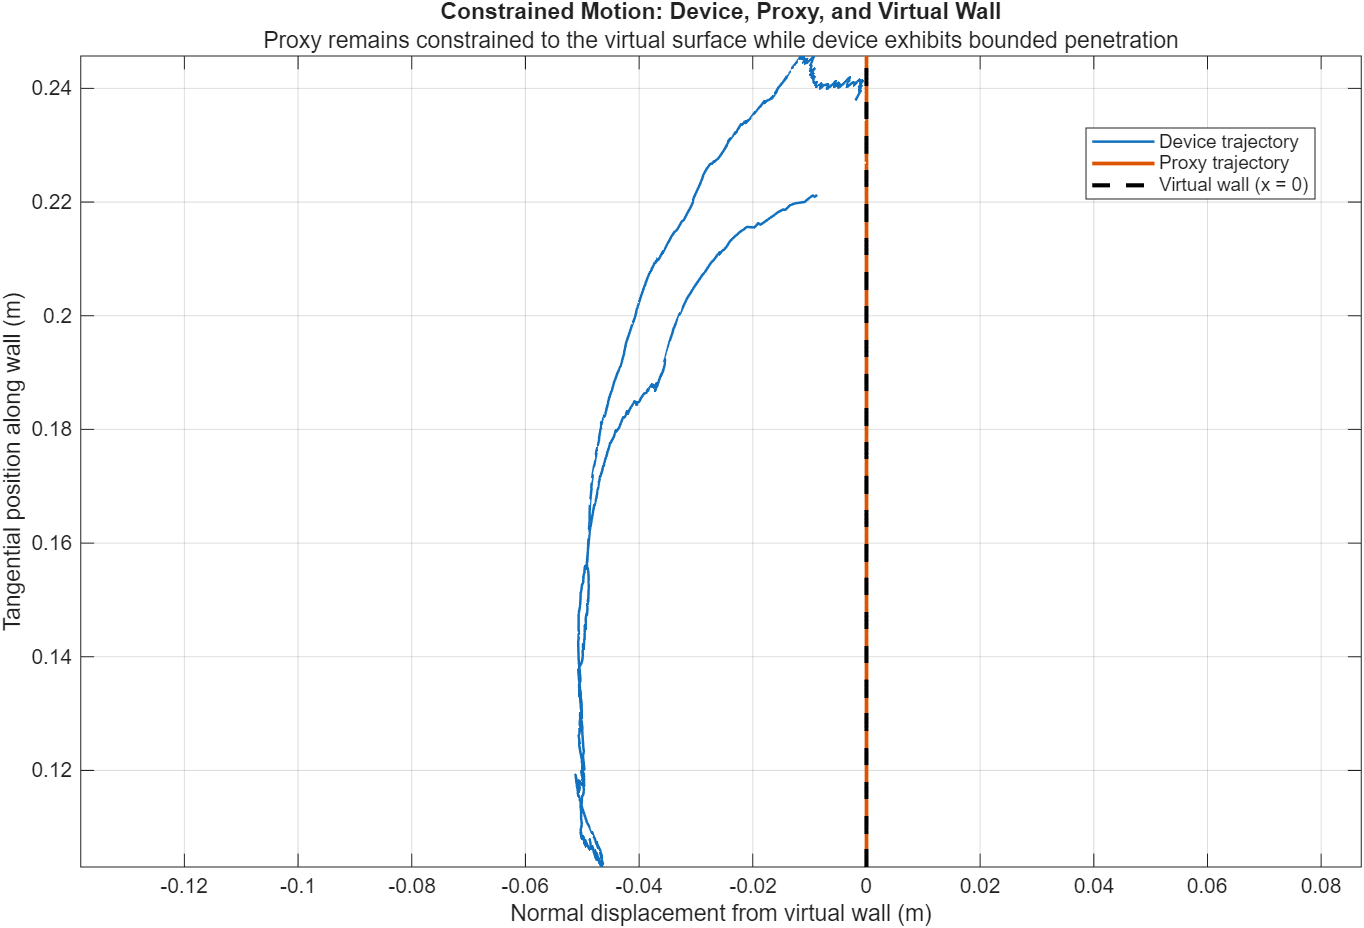 Constrained Motion: Device, Proxy, and Virtual Wall
Proxy remains constrained to the virtual surface while device exhibits bounded penetration
Tangential position along wall (m)
0.24
0.22
0.2
0.18
0.16
0.14
0.12
Device trajectory
Proxy trajectory
Virtual wall (x = 0)
-0.12 -0.1 -0.08 -0.06 -0.04 -0.02 0 0.02 0.04 0.06 0.08
Normal displacement from virtual wall (m)